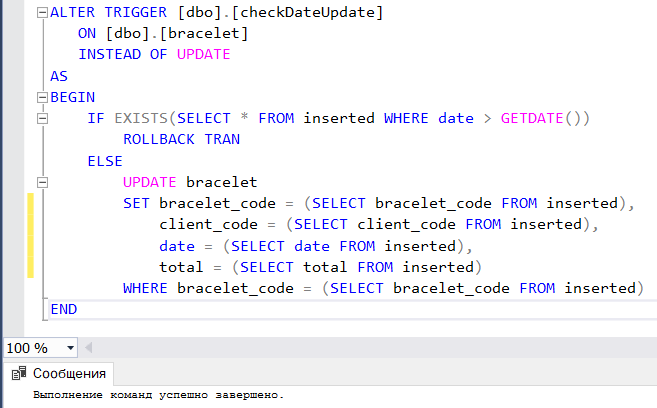 ALTER TRIGGER [dbo].[checkDateUpdate]
ON [dbo].[bracelet]
INSTEAD OF UPDATE
AS
BEGIN
IF EXISTS(SELECT * FROM inserted WHERE date > GETDATE())
ROLLBACK TRAN
ELSE
UPDATE bracelet
SET bracelet_code = (SELECT bracelet_code FROM inserted),
client_code = (SELECT client_code FROM inserted),
date = (SELECT date FROM inserted),
total = (SELECT total FROM inserted)
WHERE bracelet_code = (SELECT bracelet_code FROM inserted)
END
100 %
Сообщения
Выполнение команд успешно завершено.